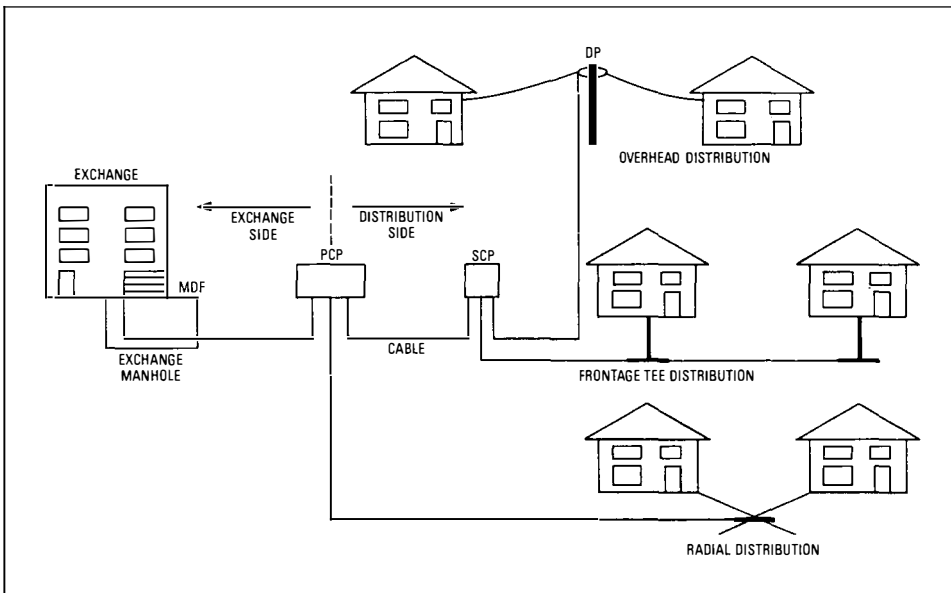 DP
OVERHEAD DISTRIBUTION
EXCHANGE
EXCHANGE
SIDE
DISTRIBUTION
SIDE
PCP
SCP
MDF
CABLE
EXCHANGE
MANHOLE
FRONTAGE TEE DISTRIBUTION
RADIAL DISTRIBUTION